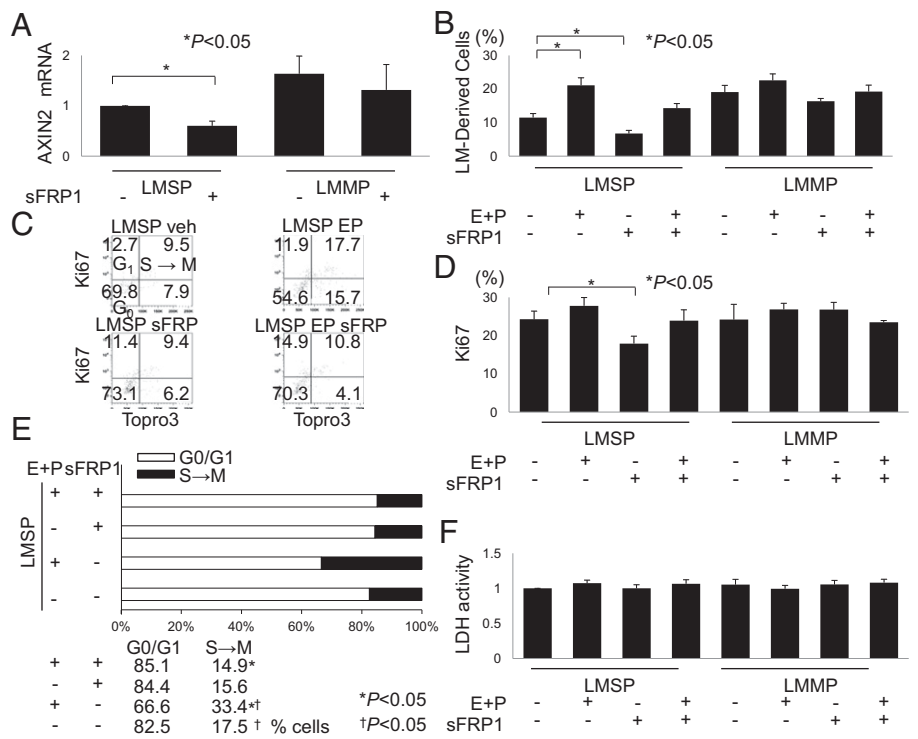 A
*P<0.05
*
AXIN2 mRNA
2
1
0
LMSP LMMP
sFRP1 - + - +
B
(%)
*P<0.05
*
*
LM-Derived Cells
30
20
10
0
LMSP LMMP
E+P - + - + - + - +
sFRP1 - - + + - - + +
C
LMSP veh
12.7 9.5
G1 S → M
69.8 7.9
G0
Ki67
LMSP EP
11.9 17.7
54.6 15.7
LMSP sFRP
11.4 9.4
73.1 6.2
Ki67
Topro3
LMSP EP sFRP
14.9 10.8
70.3 4.1
Topro3
D
(%)
*P<0.05
*
Ki67
30
20
10
0
LMSP LMMP
E+P - + - + - + - +
sFRP1 - - + + - - + +
E
G0/G1
S→M
E+P sFRP1
LMSP
+ +
- +
+ -
- -
0% 20% 40% 60% 80% 100%
G0/G1 S→M
+ + 85.1 14.9*
- + 84.4 15.6
+ - 66.6 33.4*†
- - 82.5 17.5† % cells
*P<0.05
†P<0.05
F
LDH activity
1.5
1
0.5
0
LMSP LMMP
E+P - + - + - + - +
sFRP1 - - + + - - + +